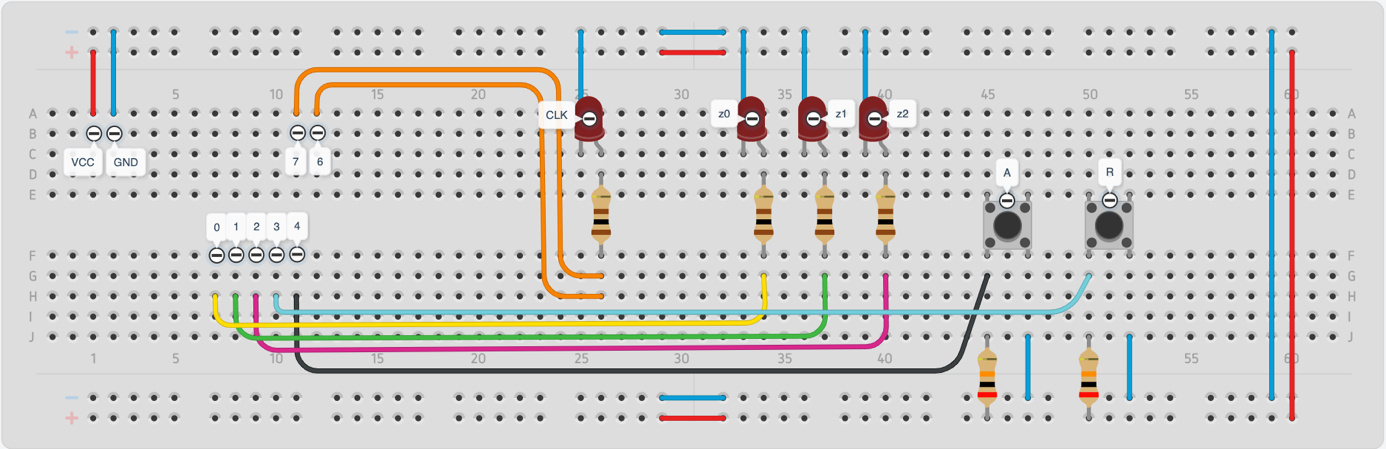 − −
+ +
5 10 15 20 25 30 35 40 45 50 55 60
A CLK z0 z1 z2 A
B B
C VCC GND 7 6 C
D A R D
E E
0 1 2 3 4
F F
G G
H H
I I
J J
1 5 10 15 20 25 30 35 40 45 50 55 60
− −
+ +